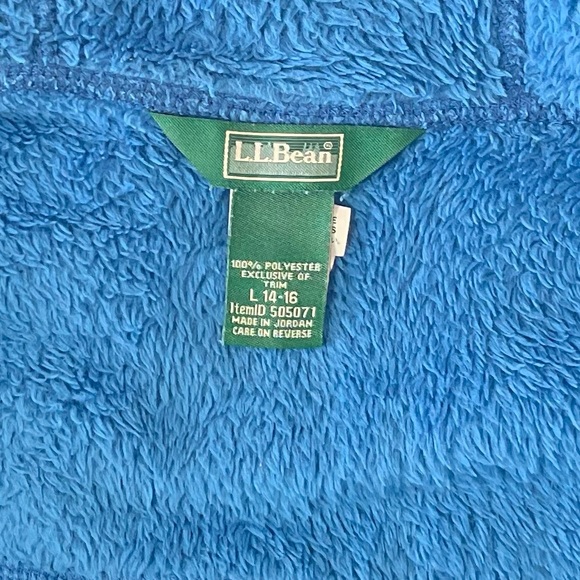 L.L.Bean®
100% POLYESTER
EXCLUSIVE OF
TRIM
L 14-16
ItemID 505071
MADE IN JORDAN
CARE ON REVERSE